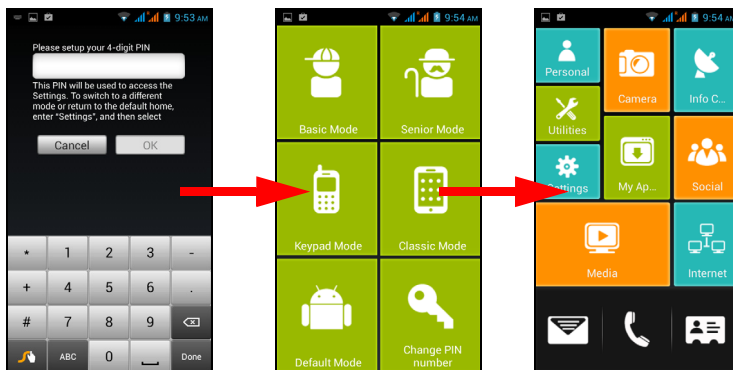 9:53 AM
Please setup your 4-digit PIN
This PIN will be used to access the
Settings. To switch to a different
mode or return to the default home,
enter "Settings", and then select
Cancel
OK
* 1 2 3 -
+ 4 5 6 .
# 7 8 9
ABC 0 Done
9:54 AM
Basic Mode
Senior Mode
Keypad Mode
Classic Mode
Default Mode
Change PIN
number
9:54 AM
Personal
Camera
Info C...
Utilities
Settings
My Ap...
Social
Media
Internet